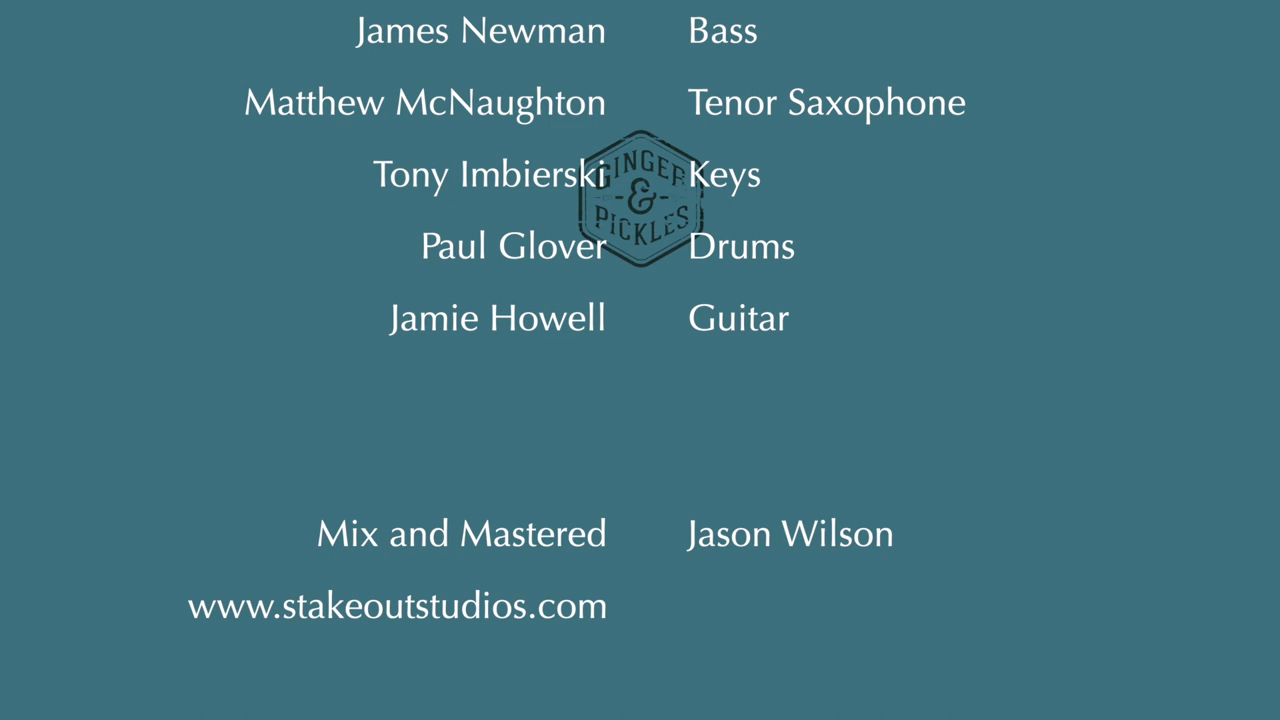 James Newman Bass
Matthew McNaughton Tenor Saxophone
Tony Imbierski Keys
GINGER
&
PICKLES
Paul Glover Drums
Jamie Howell Guitar
Mix and Mastered Jason Wilson
www.stakeoutstudios.com